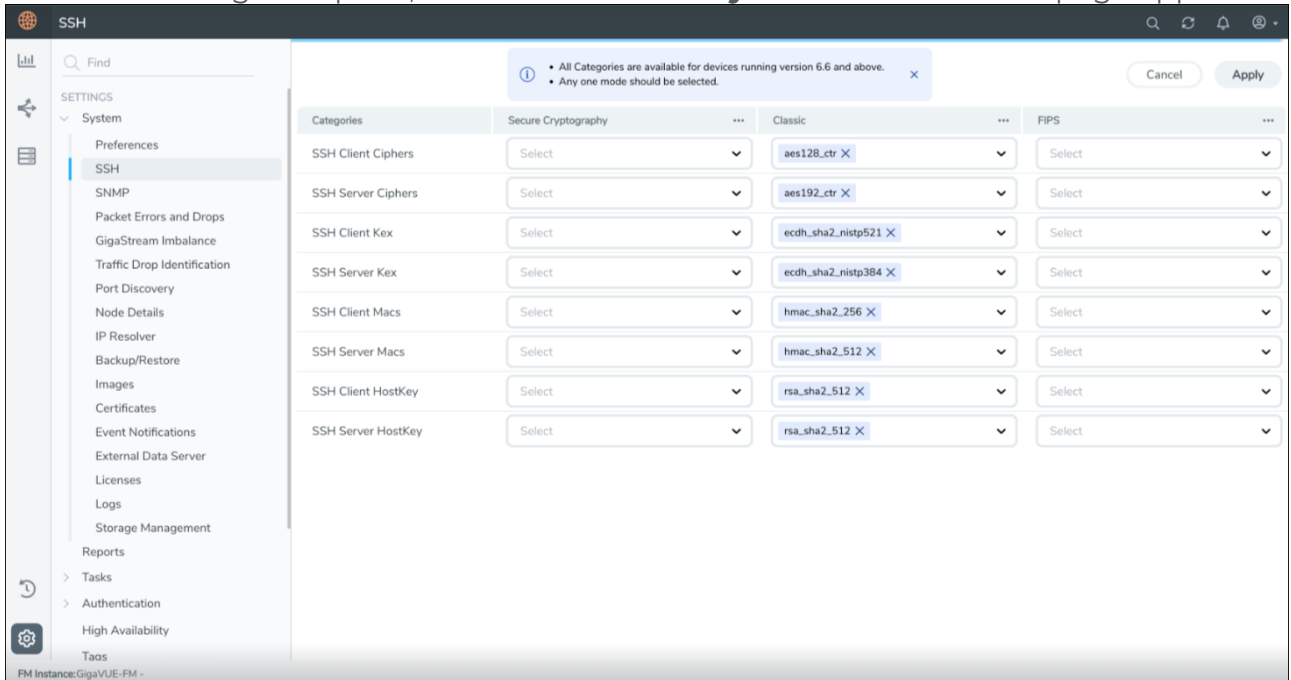 SSH
Find
• All Categories are available for devices running version 6.6 and above.
• Any one mode should be selected.
Cancel
Apply
SETTINGS
System
Preferences
SSH
SNMP
Packet Errors and Drops
GigaStream Imbalance
Traffic Drop Identification
Port Discovery
Node Details
IP Resolver
Backup/Restore
Images
Certificates
Event Notifications
External Data Server
Licenses
Logs
Storage Management
Reports
Tasks
Authentication
High Availability
Tags
Categories Secure Cryptography ... Classic ... FIPS ...
SSH Client Ciphers Select aes128_ctr X Select
SSH Server Ciphers Select aes192_ctr X Select
SSH Client Kex Select ecdh_sha2_nistp521 X Select
SSH Server Kex Select ecdh_sha2_nistp384 X Select
SSH Client Macs Select hmac_sha2_256 X Select
SSH Server Macs Select hmac_sha2_512 X Select
SSH Client HostKey Select rsa_sha2_512 X Select
SSH Server HostKey Select rsa_sha2_512 X Select
FM Instance:GigaVUE-FM -